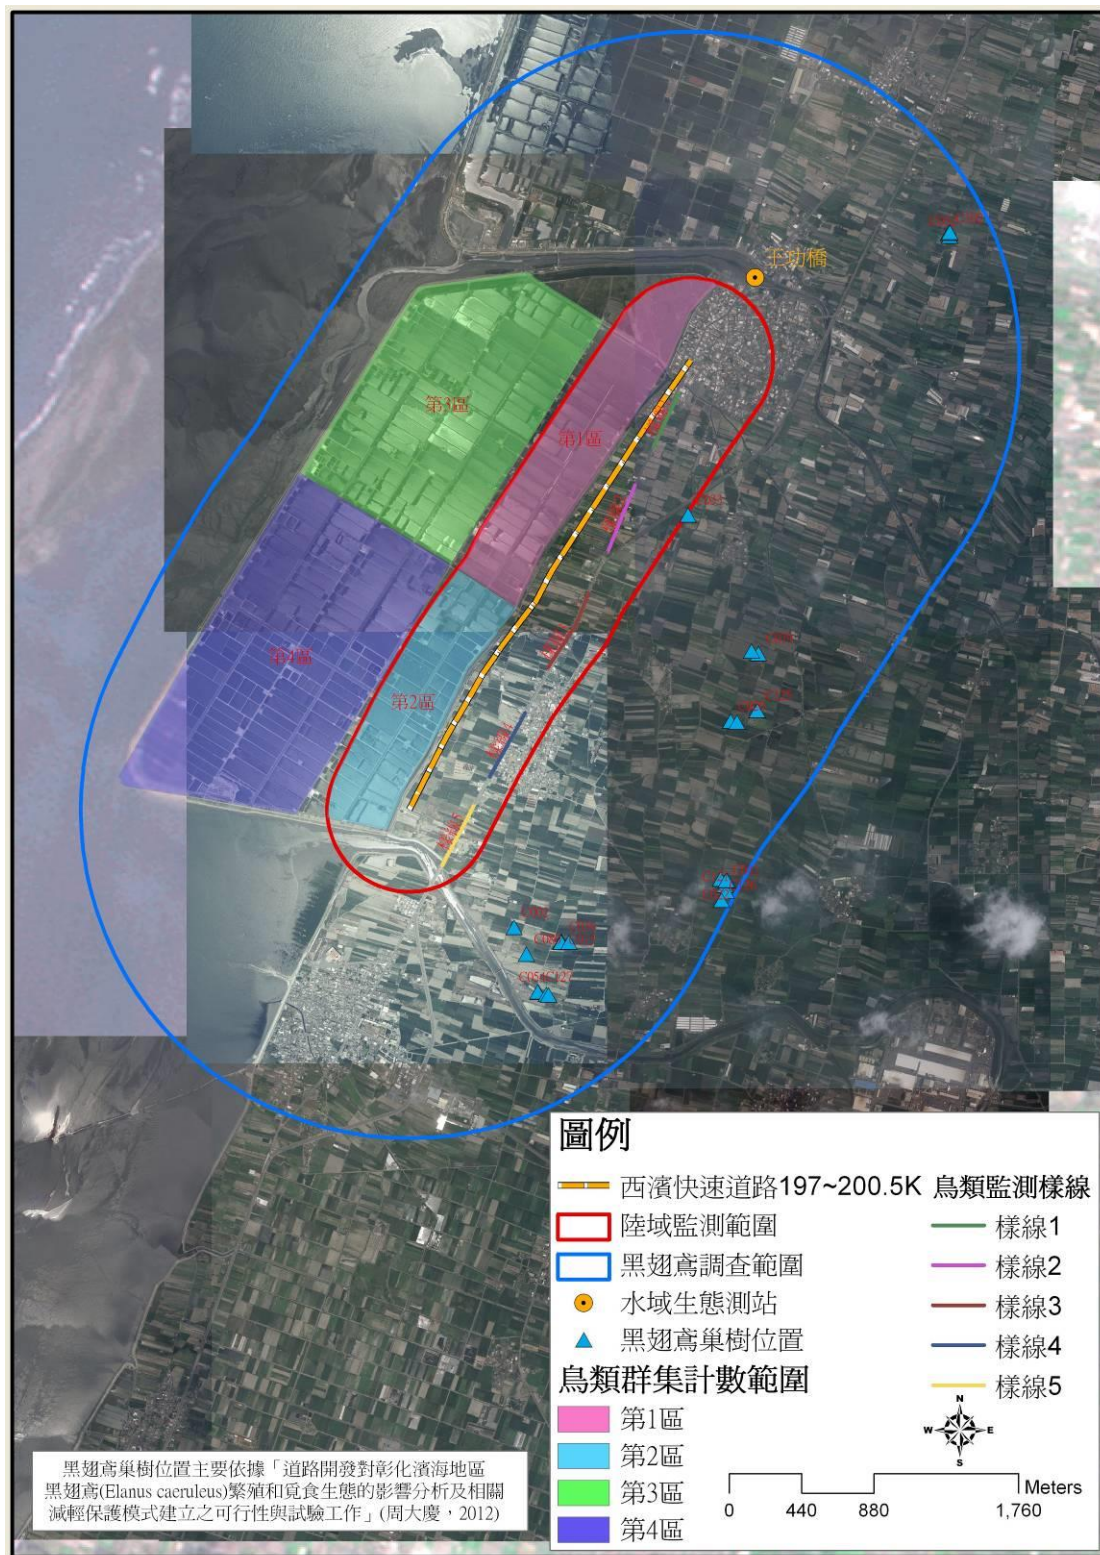 王功橋
第3區
第1區
第4區
第2區
樣線5
圖例
西濱快速道路197~200.5K
陸域監測範圍
黑翅鳶調查範圍
水域生態測站
黑翅鳶巢樹位置
鳥類群集計數範圍
第1區
第2區
第3區
第4區
鳥類監測樣線
樣線1
樣線2
樣線3
樣線4
樣線5
N
W
E
S
Meters
0
440
880
1,760
黑翅鳶巢樹位置主要依據「道路開發對彰化濱海地區
黑翅鳶(Elanus caeruleus)繁殖和覓食生態的影響分析及相關
減輕保護模式建立之可行性與試驗工作」(周大慶，2012)